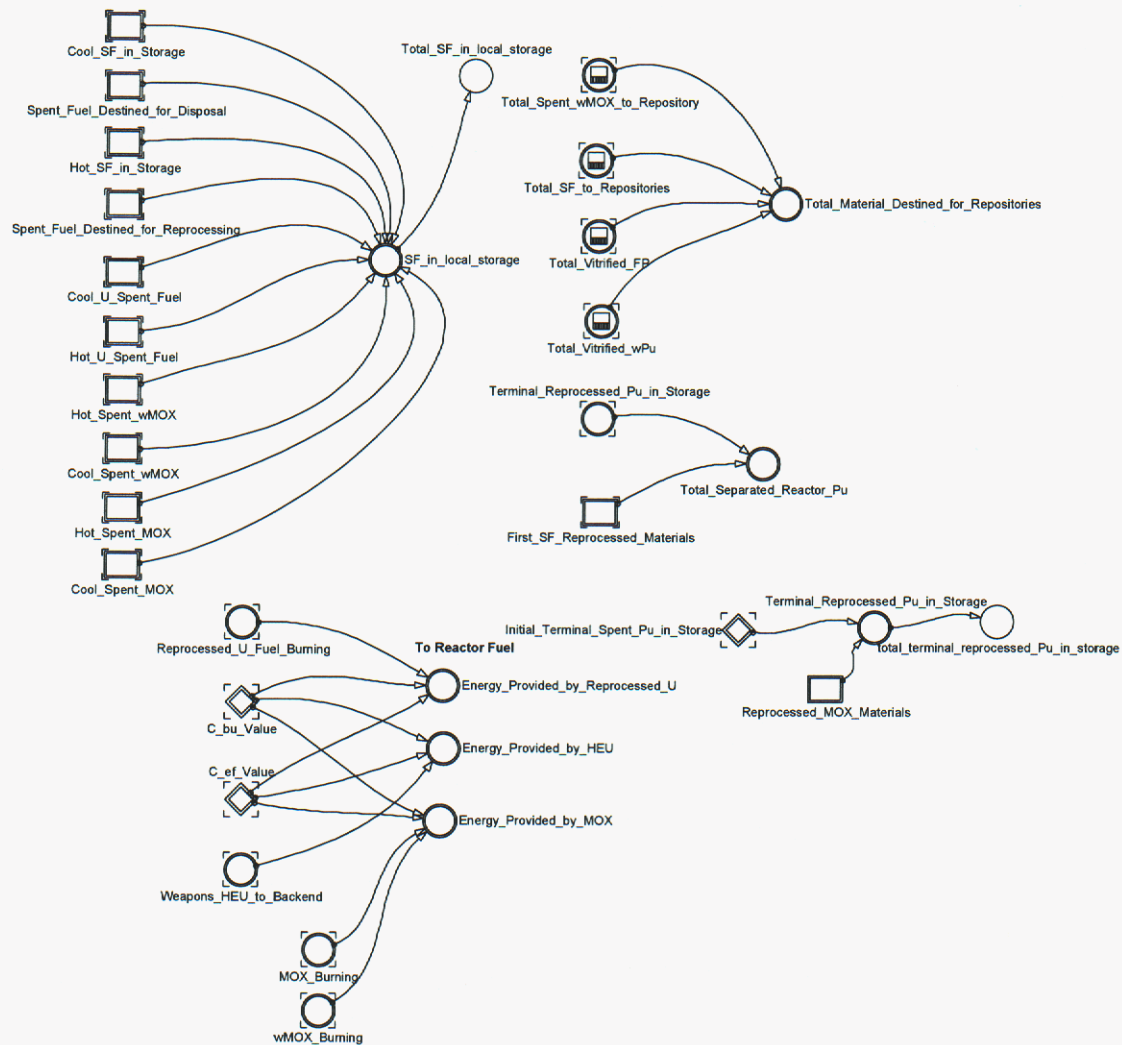 Cool_SF_in_Storage
Spent_Fuel_Destined_for_Disposal
Hot_SF_in_Storage
Spent_Fuel_Destined_for_Reprocessing
Cool_U_Spent_Fuel
Hot_U_Spent_Fuel
Hot_Spent_wMOX
Cool_Spent_wMOX
Hot_Spent_MOX
Cool_Spent_MOX
SF_in_local_storage
Total_SF_in_local_storage
Total_Spent_wMOX_to_Repository
Total_SF_to_Repositories
Total_Vitrified_FP
Total_Vitrified_wPu
Total_Material_Destined_for_Repositories
Terminal_Reprocessed_Pu_in_Storage
Total_Separated_Reactor_Pu
First_SF_Reprocessed_Materials
Reprocessed_U_Fuel_Burning
To Reactor Fuel
Energy_Provided_by_Reprocessed_U
C_bu_Value
Energy_Provided_by_HEU
C_ef_Value
Energy_Provided_by_MOX
Weapons_HEU_to_Backend
MOX_Burning
wMOX_Burning
Terminal_Reprocessed_Pu_in_Storage
Initial_Terminal_Spent_Pu_in_Storage
Total_terminal_reprocessed_Pu_in_storage
Reprocessed_MOX_Materials